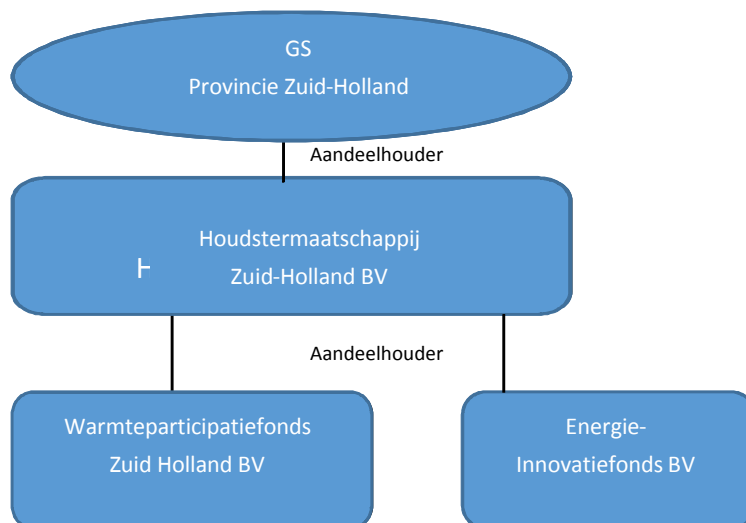 GS
Provincie Zuid-Holland
Aandeelhouder
Houdstermaatschappij
H Zuid-Holland BV
Aandeelhouder
Warmteparticipatiefonds
Zuid Holland BV
Energie-
Innovatiefonds BV